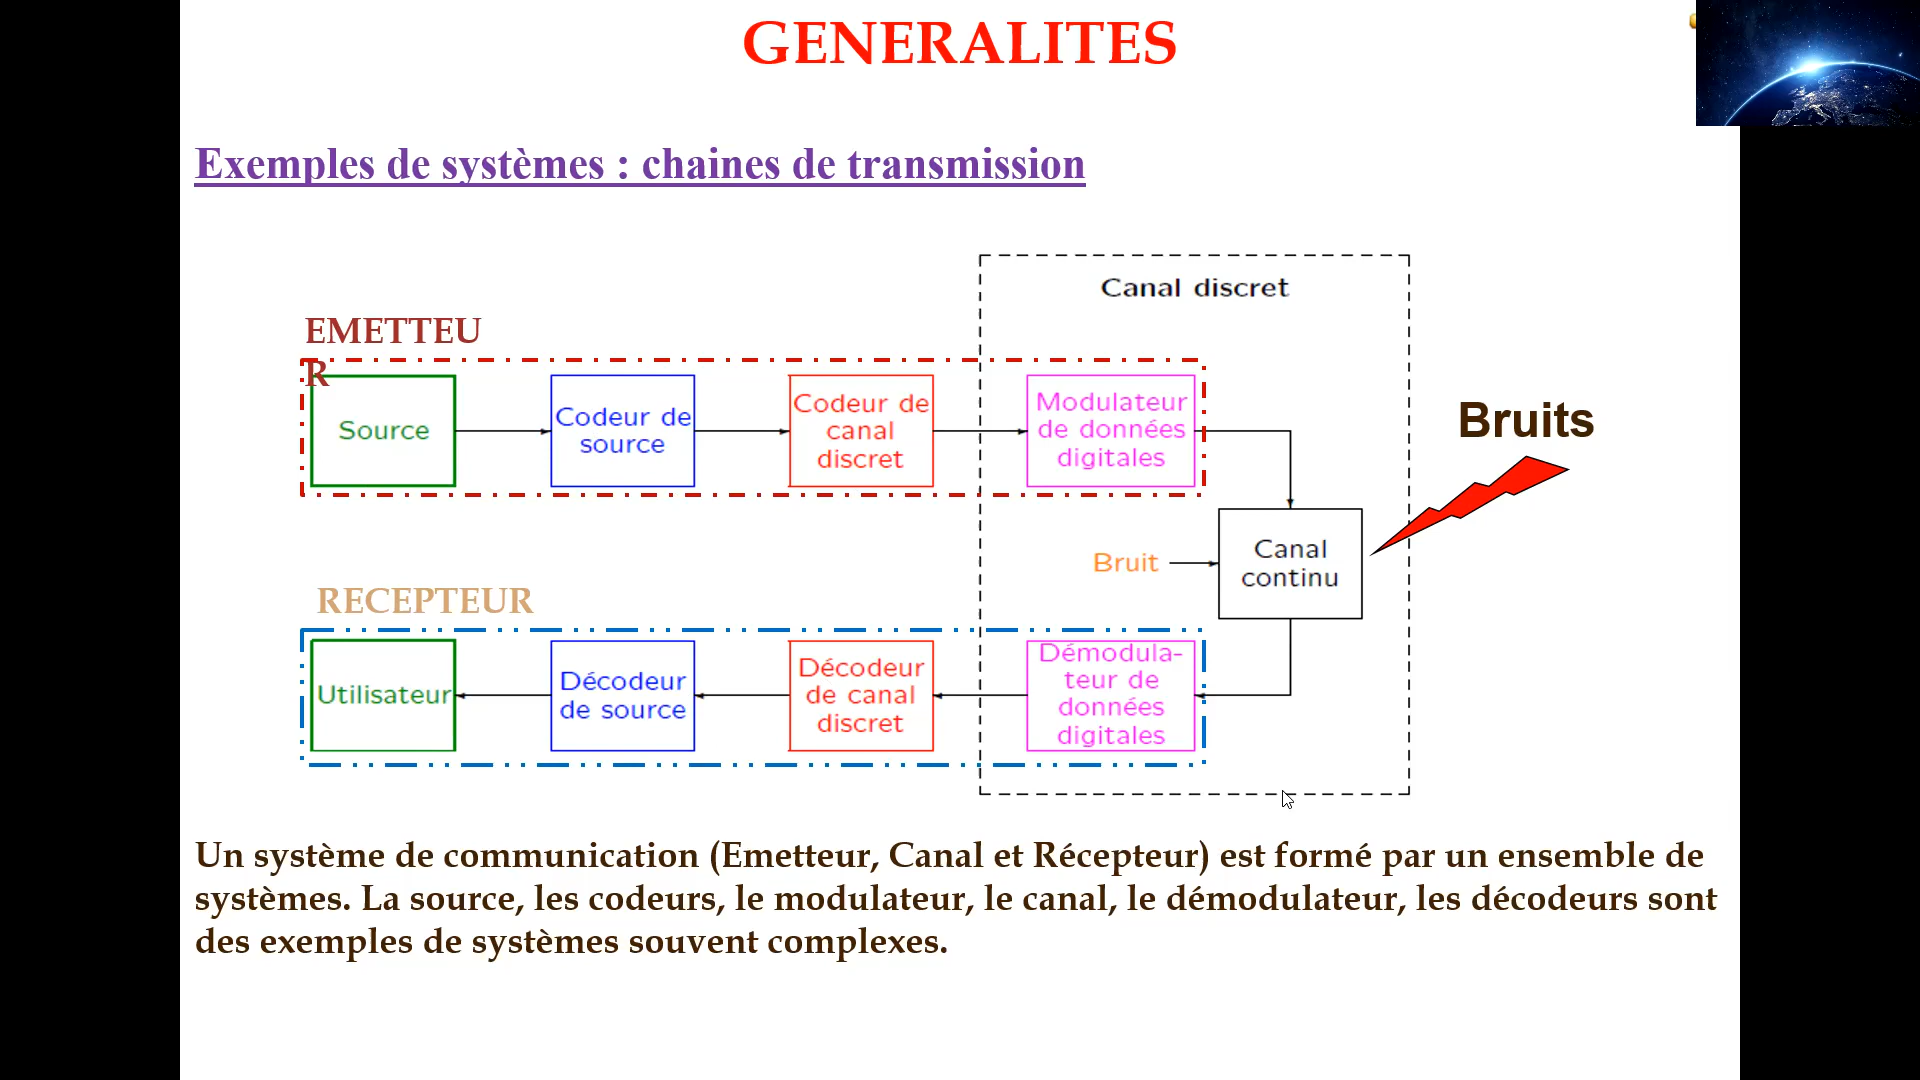 GENERALITES
Exemples de systèmes : chaines de transmission
Canal discret
EMETTEU
R
Source
Codeur de
source
Codeur de
canal
discret
Modulateur
de données
digitales
Bruits
Bruit
Canal
continu
RECEPTEUR
Utilisateur
Décodeur
de source
Décodeur
de canal
discret
Démodula-
teur de
données
digitales
Un système de communication (Emetteur, Canal et Récepteur) est formé par un ensemble de
systèmes. La source, les codeurs, le modulateur, le canal, le démodulateur, les décodeurs sont
des exemples de systèmes souvent complexes.